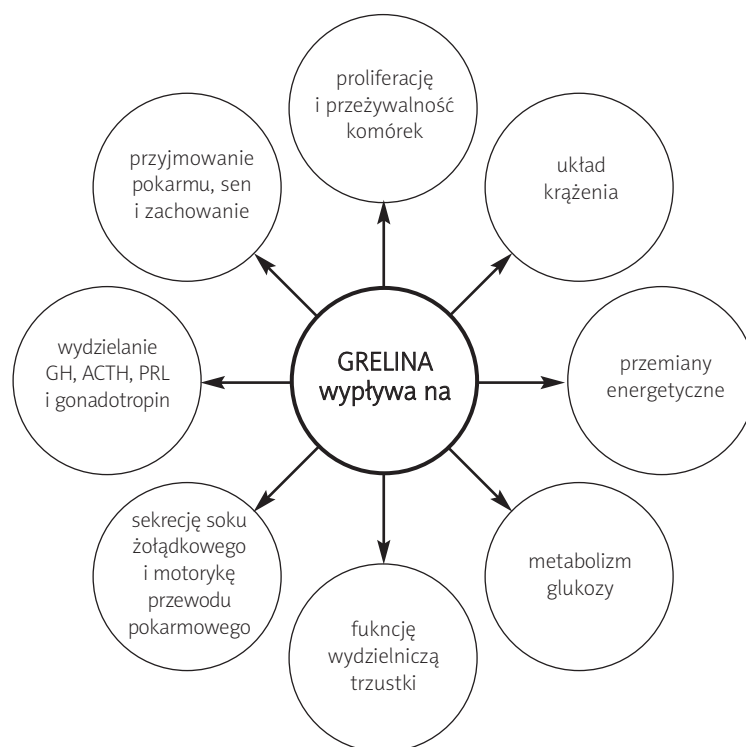 proliferację
i przeżywalność
komórek
układ
krążenia
przemiany
energetyczne
metabolizm
glukozy
fukncję
wydzielniczą
trzustki
sekrecję soku
żołądkowego
i motorykę
przewodu
pokarmowego
wydzielanie
GH, ACTH, PRL
i gonadotropin
przyjmowanie
pokarmu, sen
i zachowanie
GRELINA
wypływa na